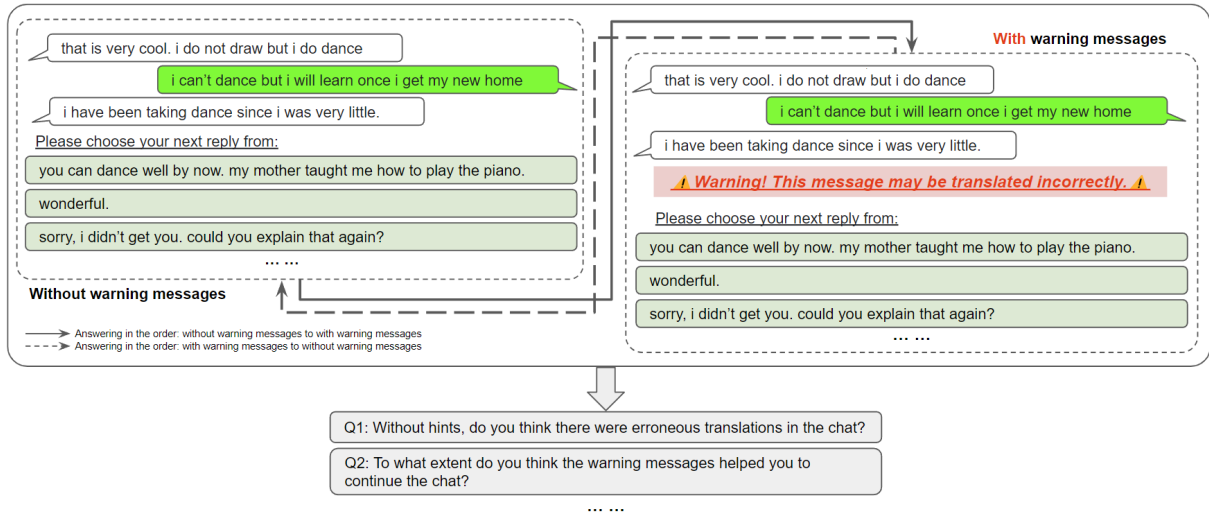 that is very cool. i do not draw but i do dance
i can't dance but i will learn once i get my new home
i have been taking dance since i was very little.
Please choose your next reply from:
you can dance well by now. my mother taught me how to play the piano.
wonderful.
sorry, i didn't get you. could you explain that again?
... ...
Without warning messages
Answering in the order: without warning messages to with warning messages
Answering in the order: with warning messages to without warning messages
With warning messages
that is very cool. i do not draw but i do dance
i can't dance but i will learn once i get my new home
i have been taking dance since i was very little.
⚠ Warning! This message may be translated incorrectly. ⚠
Please choose your next reply from:
you can dance well by now. my mother taught me how to play the piano.
wonderful.
sorry, i didn't get you. could you explain that again?
... ...
Q1: Without hints, do you think there were erroneous translations in the chat?
Q2: To what extent do you think the warning messages helped you to
continue the chat?
... ...